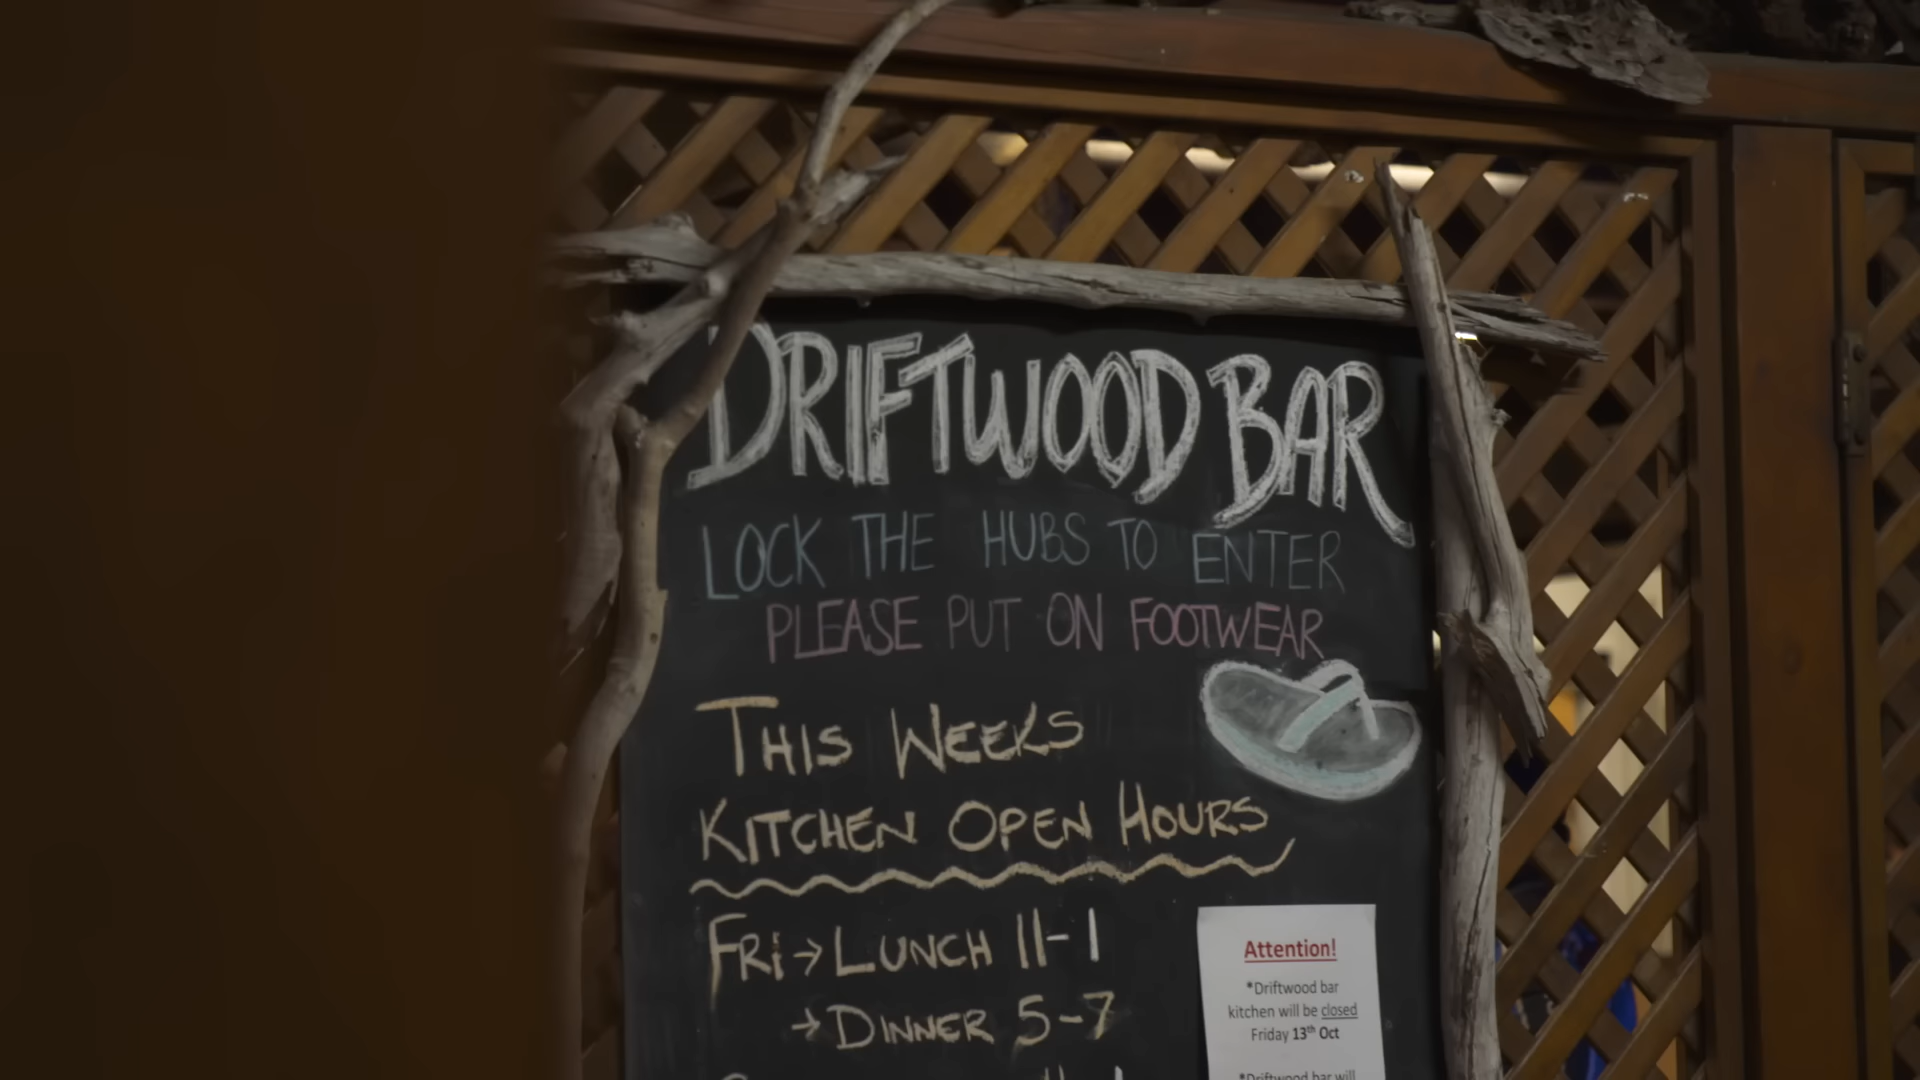 DRIFTWOOD BAR
LOCK THE HUBS TO ENTER
PLEASE PUT ON FOOTWEAR
THIS WEEKS
KITCHEN OPEN HOURS
FRI → LUNCH 11-1
→ DINNER 5-7
Attention!
*Driftwood bar
kitchen will be closed
Friday 13th Oct
*Driftwood bar will